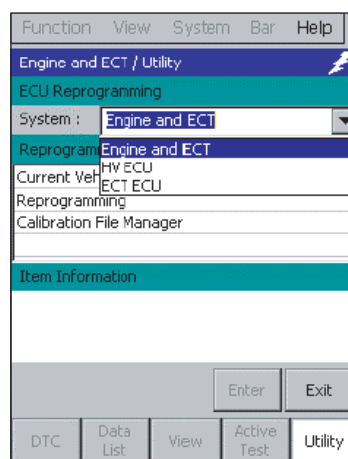 Function View System Bar Help
Engine and ECT / Utility
ECU Reprogramming
System : Engine and ECT
Reprogram
Engine and ECT
HV ECU
ECT ECU
Current Veh
Reprogramming
Calibration File Manager
Item Information
Enter Exit
DTC Data List View Active Test Utility